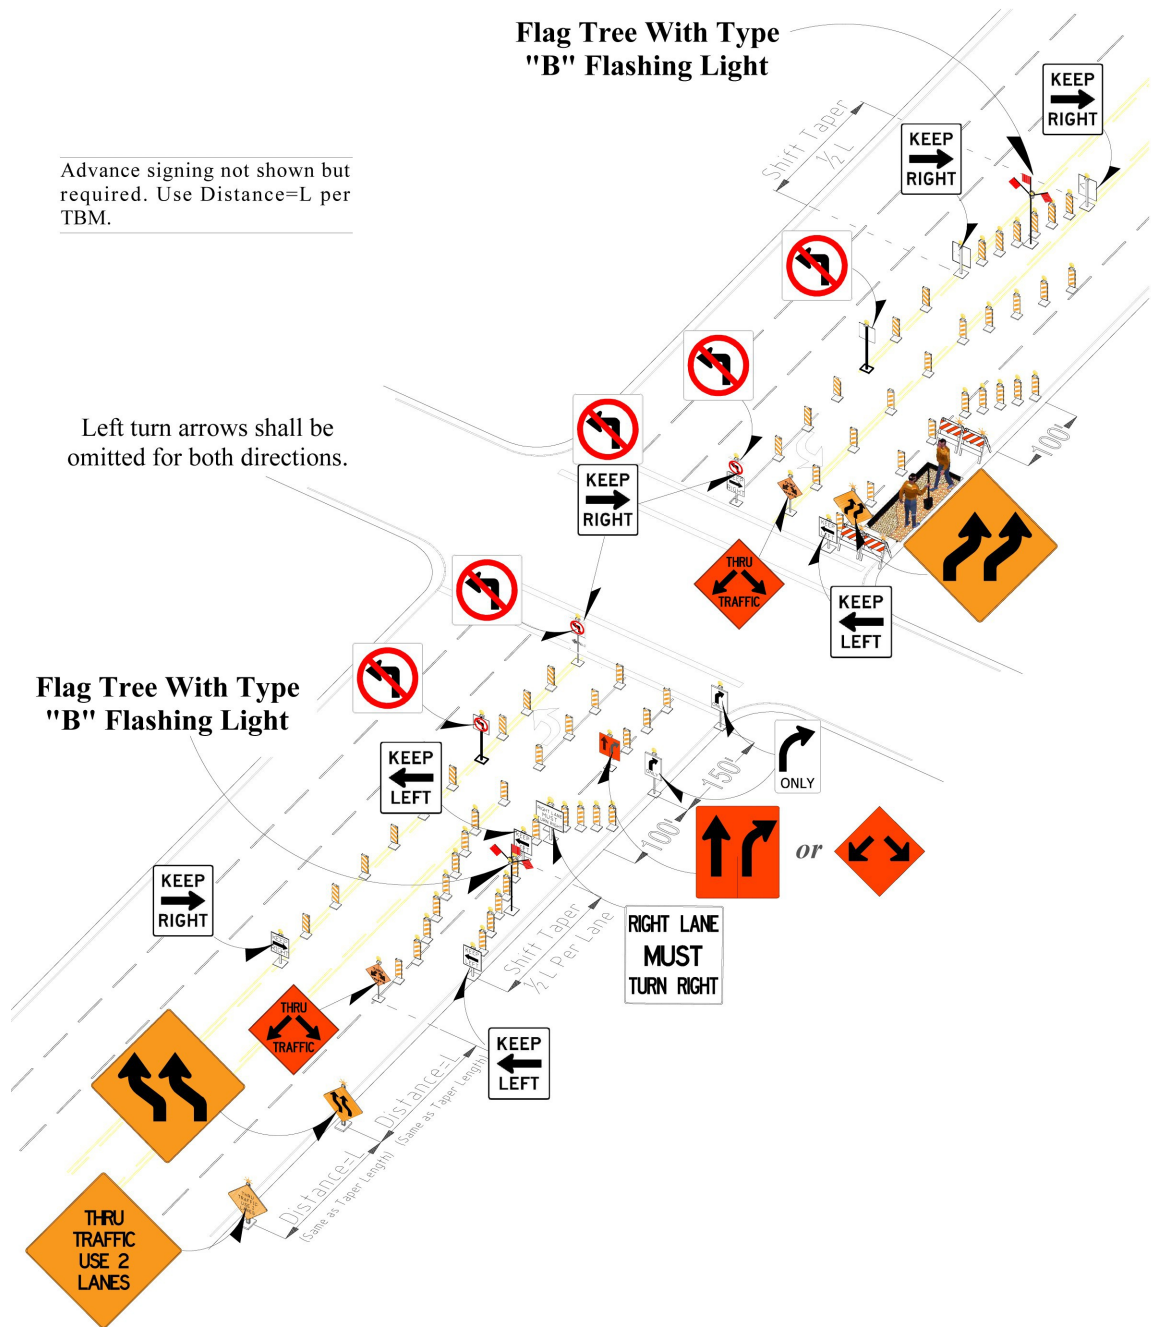 Flag Tree With Type
"B" Flashing Light
KEEP
RIGHT
Shift Taper
½ L
KEEP
RIGHT
Advance signing not shown but
required. Use Distance=L per
TBM.
Left turn arrows shall be
omitted for both directions.
100'
KEEP
RIGHT
THRU
TRAFFIC
KEEP
LEFT
Flag Tree With Type
"B" Flashing Light
KEEP
LEFT
ONLY
150'
100'
or
KEEP
RIGHT
RIGHT LANE
MUST
TURN RIGHT
Shift Taper
½ L Per Lane
THRU
TRAFFIC
KEEP
LEFT
Distance=L
(Same as Taper Length)
Distance=L
(Same as Taper Length)
THRU
TRAFFIC
USE 2
LANES